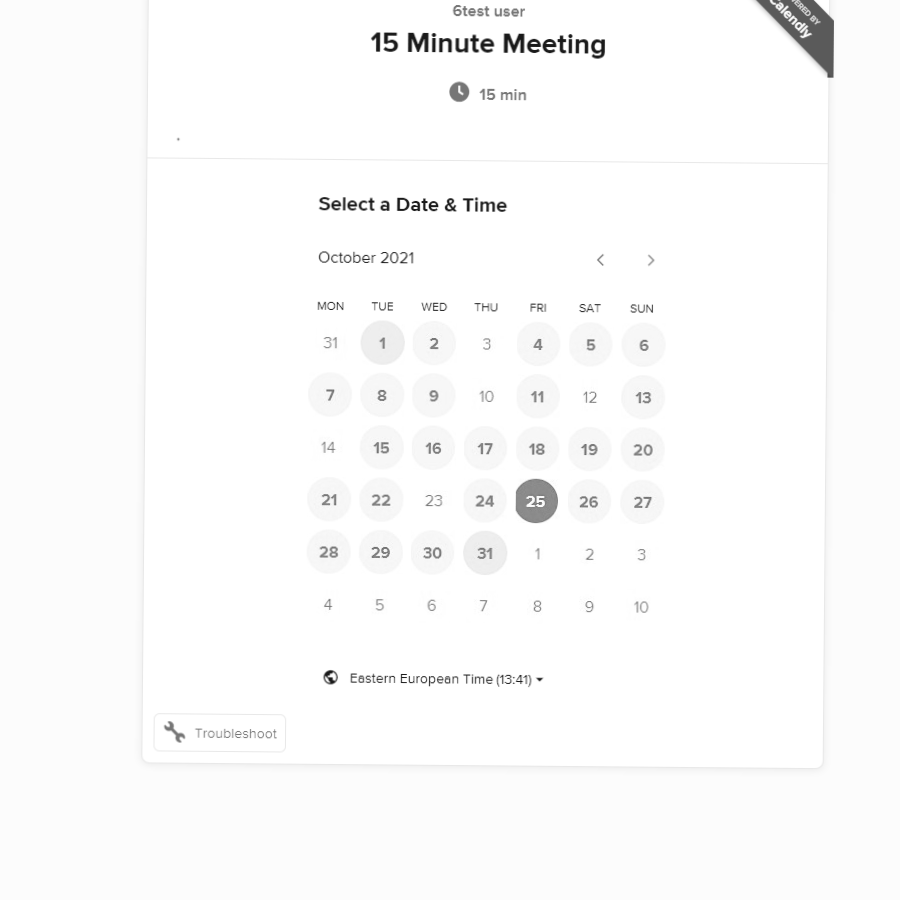 6test user
15 Minute Meeting
15 min
Calendly
Select a Date & Time
October 2021
MON TUE WED THU FRI SAT SUN
31 1 2 3 4 5 6
7 8 9 10 11 12 13
14 15 16 17 18 19 20
21 22 23 24 25 26 27
28 29 30 31 1 2 3
4 5 6 7 8 9 10
Eastern European Time (13:41)
Troubleshoot